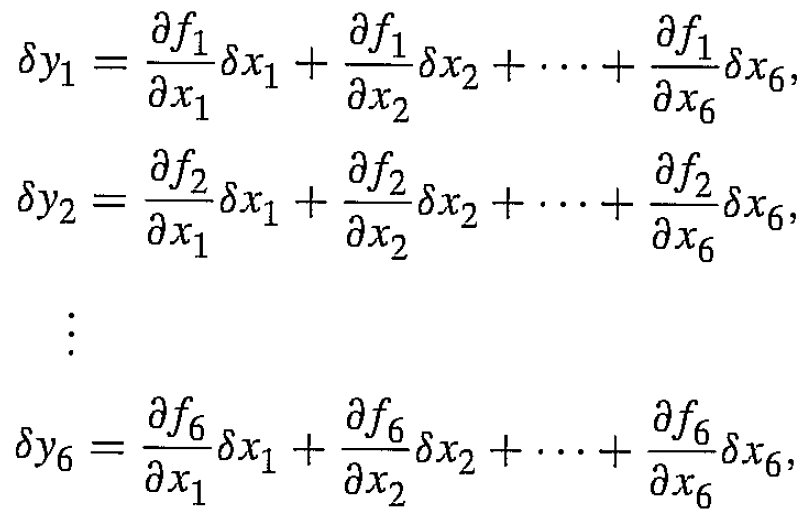 δy₁ = ∂f₁/∂x₁ δx₁ + ∂f₁/∂x₂ δx₂ + · · · + ∂f₁/∂x₆ δx₆,
δy₂ = ∂f₂/∂x₁ δx₁ + ∂f₂/∂x₂ δx₂ + · · · + ∂f₂/∂x₆ δx₆,
⋮
δy₆ = ∂f₆/∂x₁ δx₁ + ∂f₆/∂x₂ δx₂ + · · · + ∂f₆/∂x₆ δx₆,